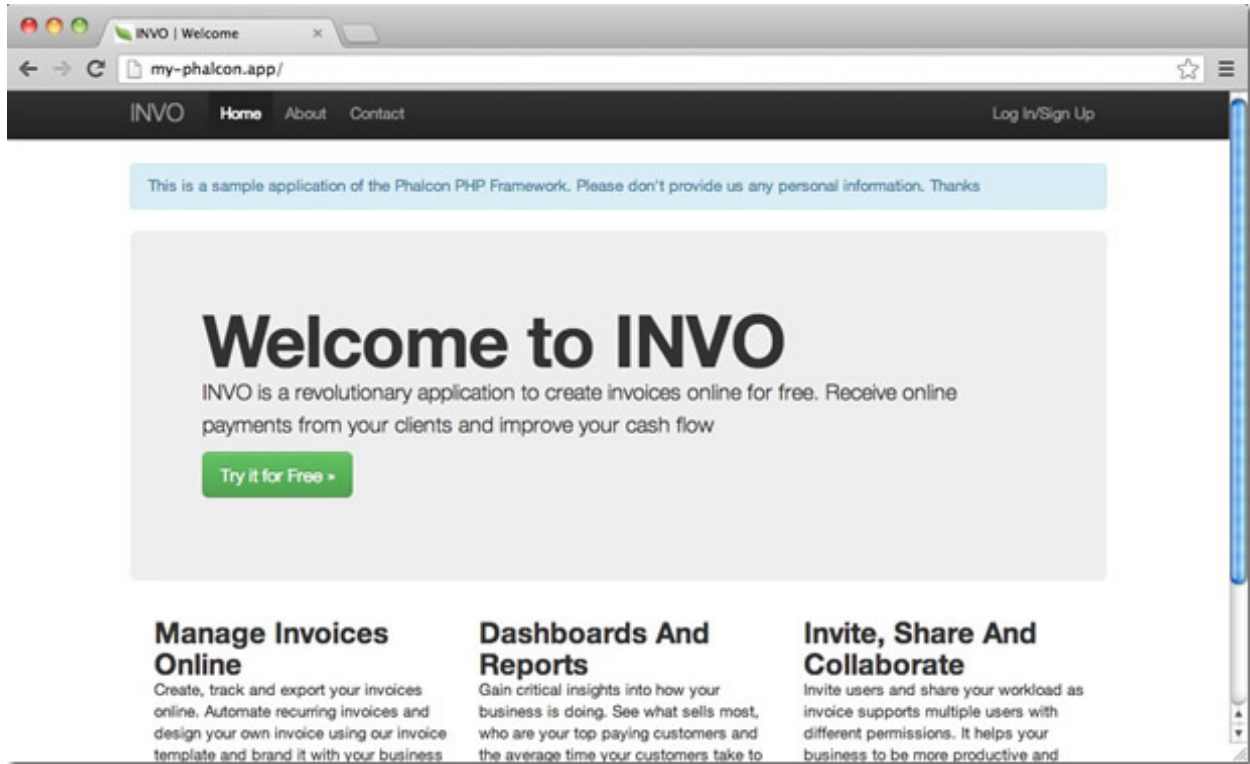 INVO | Welcome
my-phalcon.app/
INVO Home About Contact Log In/Sign Up
This is a sample application of the Phalcon PHP Framework. Please don't provide us any personal information. Thanks
Welcome to INVO
INVO is a revolutionary application to create invoices online for free. Receive online
payments from your clients and improve your cash flow
Try it for Free »
Manage Invoices
Online
Create, track and export your invoices
online. Automate recurring invoices and
design your own invoice using our invoice
template and brand it with your business
Dashboards And
Reports
Gain critical insights into how your
business is doing. See what sells most,
who are your top paying customers and
the average time your customers take to
Invite, Share And
Collaborate
Invite users and share your workload as
invoice supports multiple users with
different permissions. It helps your
business to be more productive and